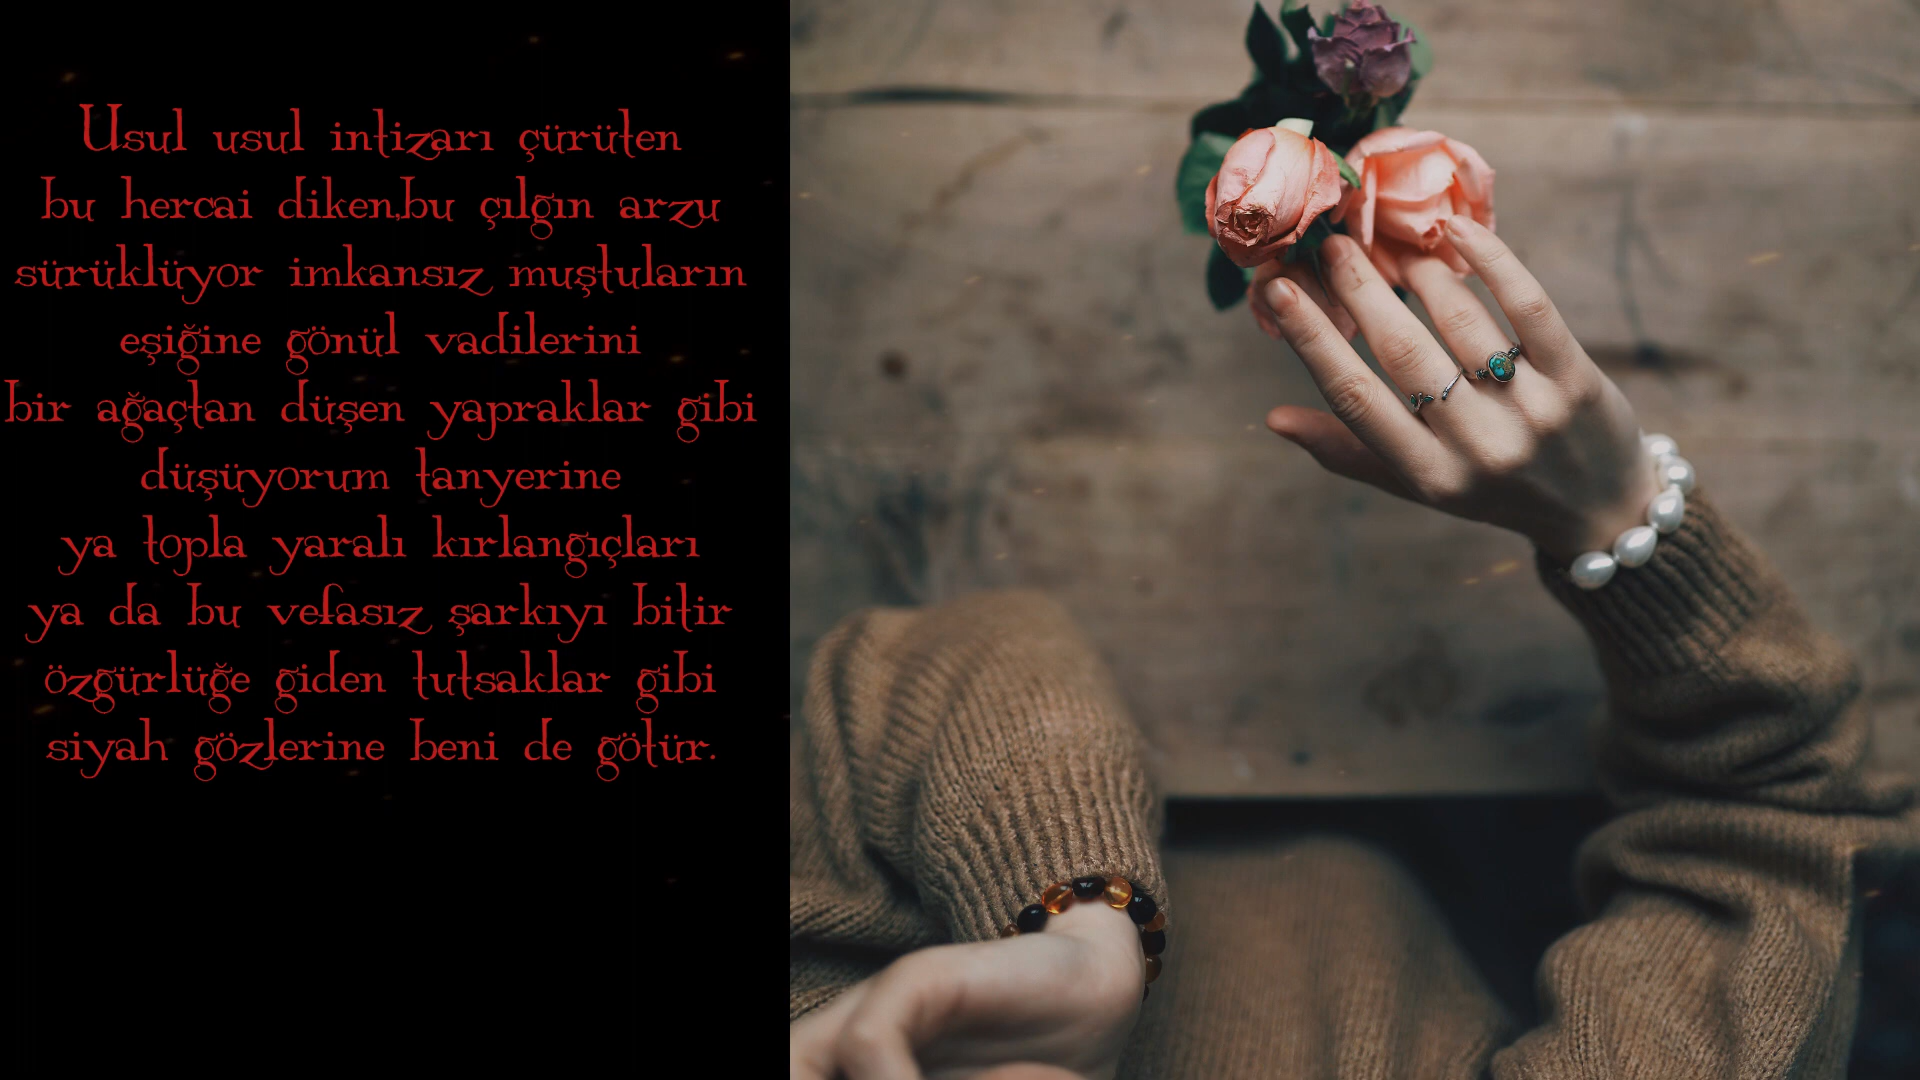 Usul usul intizarı çürüten
bu hercai diken,bu çılgın arzu
sürüklüyor imkansız muştuların
eşiğine gönül vadilerini
bir ağaçtan düşen yapraklar gibi
düşüyorum tanyerine
ya topla yaralı kırlangıçları
ya da bu vefasız şarkıyı bitir
özgürlüğe giden tutsaklar gibi
siyah gözlerine beni de götür.